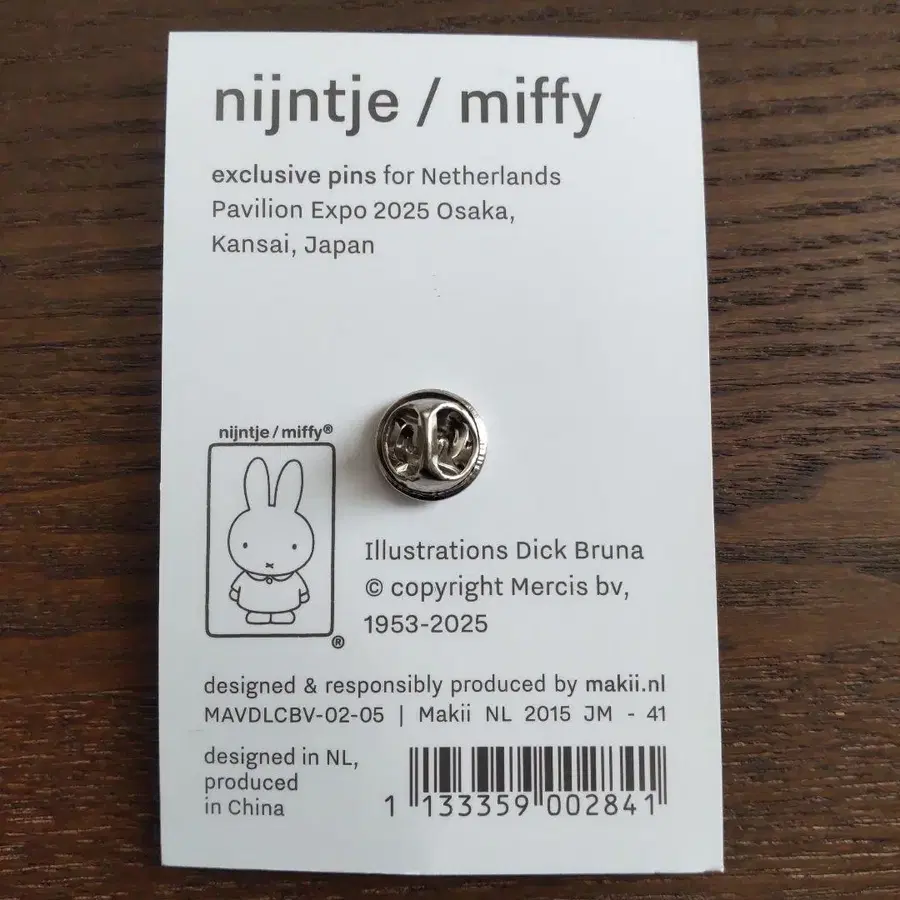 nijntje / miffy
exclusive pins for Netherlands
Pavilion Expo 2025 Osaka,
Kansai, Japan
nijntje / miffy®
®
Illustrations Dick Bruna
© copyright Mercis bv,
1953-2025
designed & responsibly produced by makii.nl
MAVDLCBV-02-05 | Makii NL 2015 JM - 41
designed in NL,
produced
in China
1 133359 002841